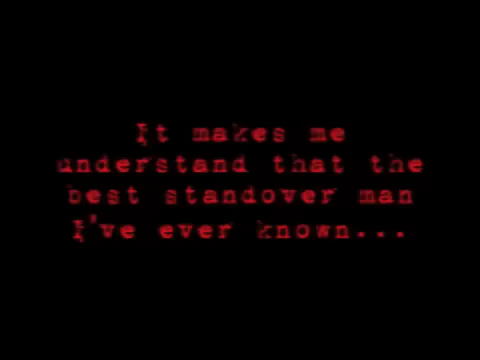 It makes me
understand that the
best standover man
I've ever known...